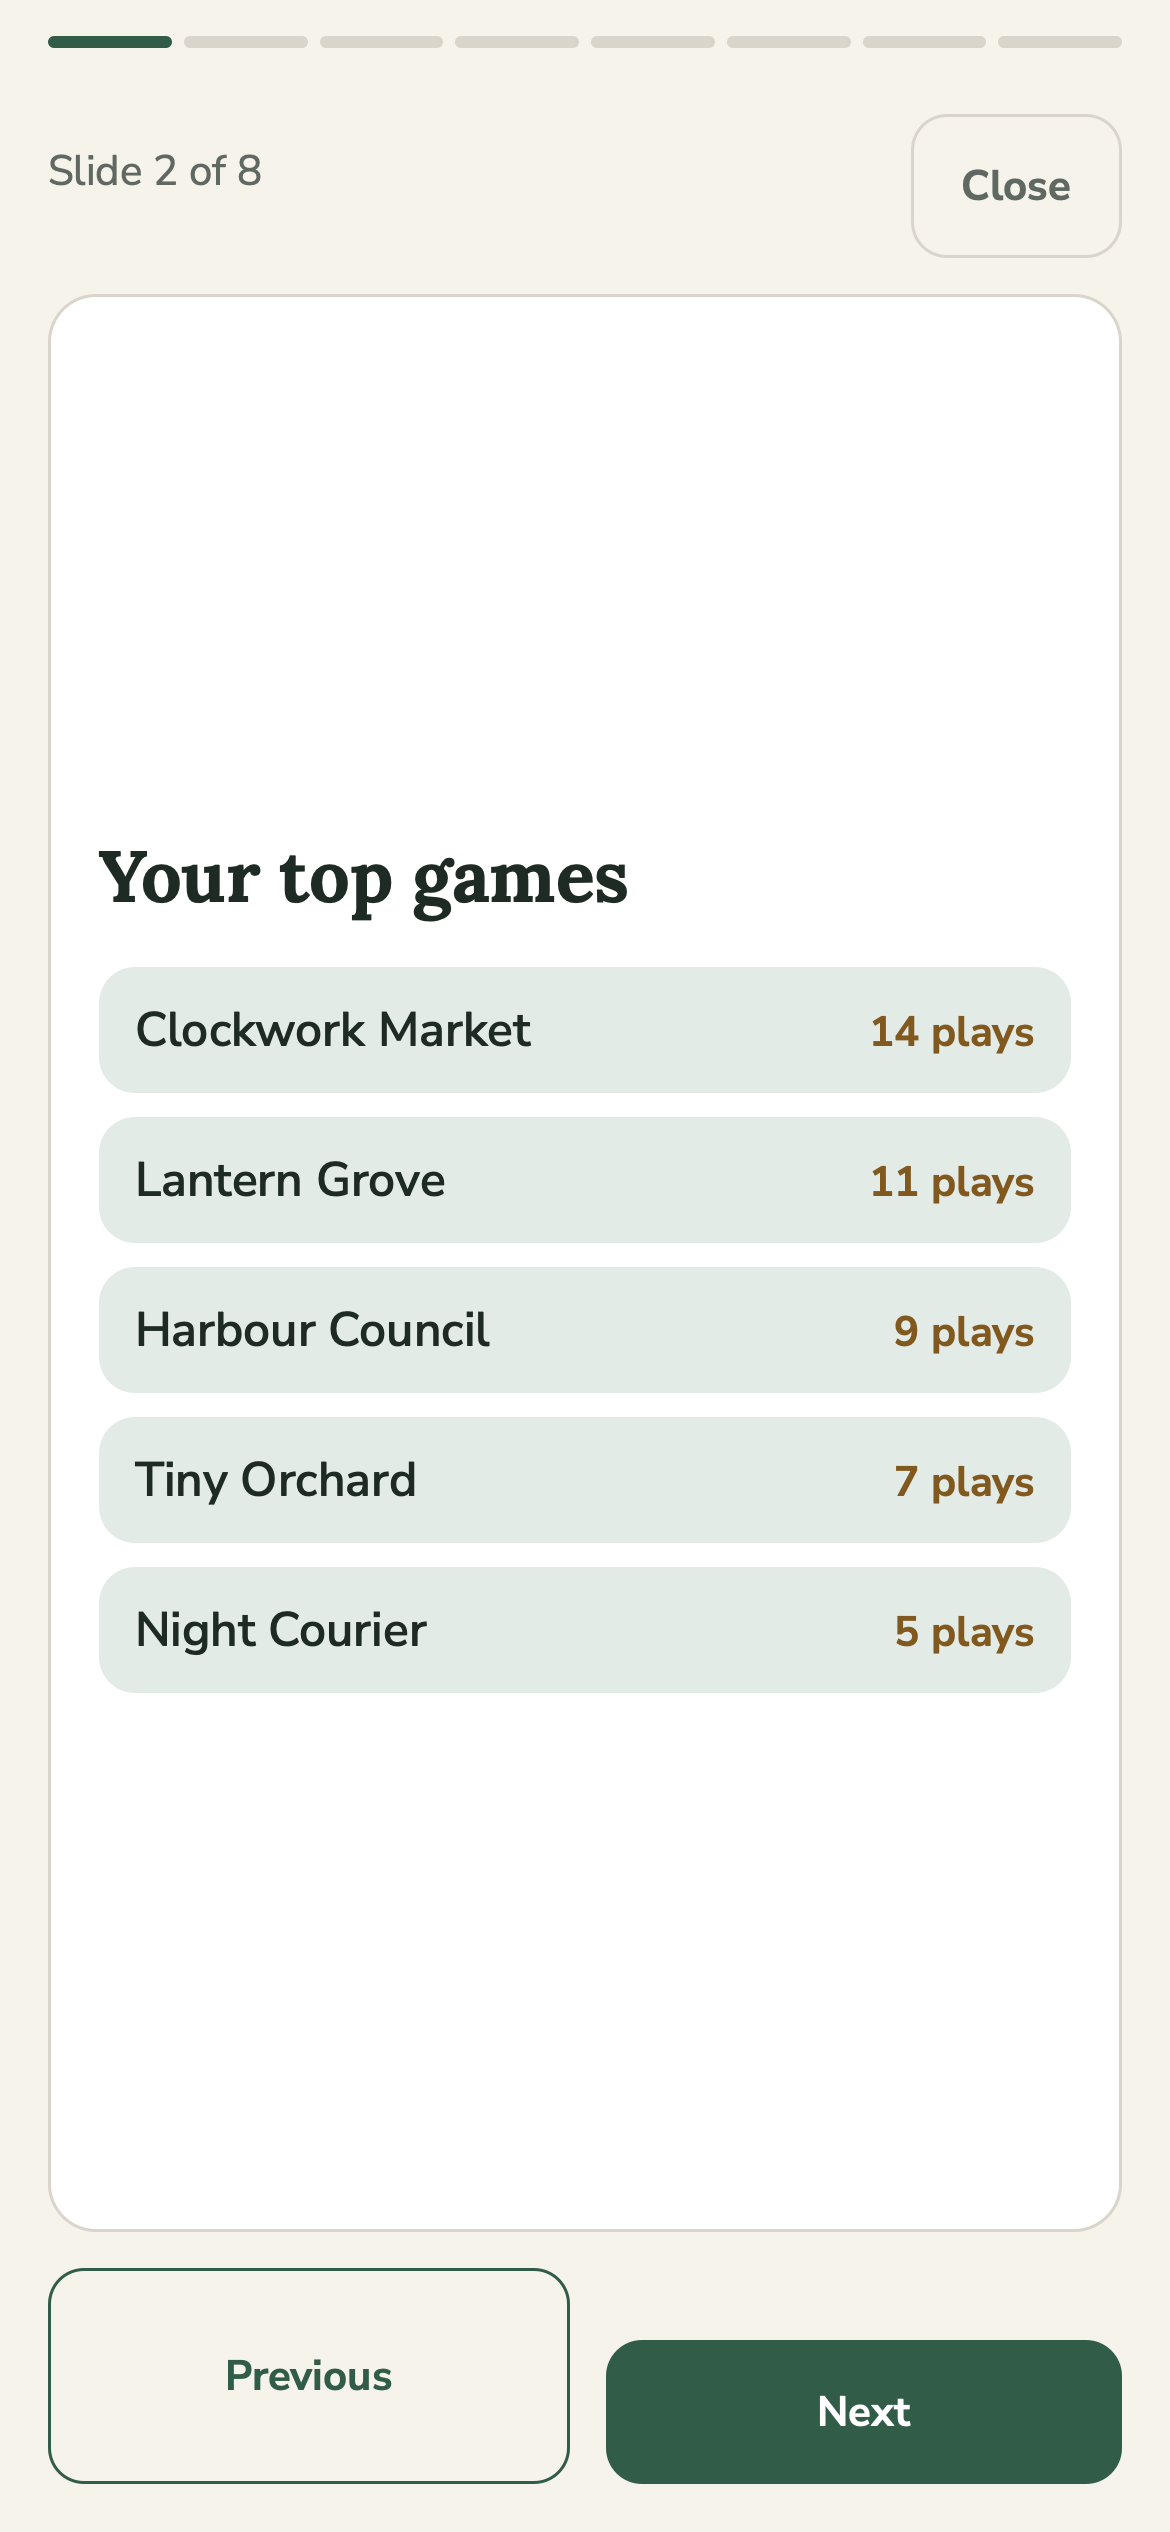 Slide 2 of 8
Close
Your top games
Clockwork Market 14 plays
Lantern Grove 11 plays
Harbour Council 9 plays
Tiny Orchard 7 plays
Night Courier 5 plays
Previous
Next